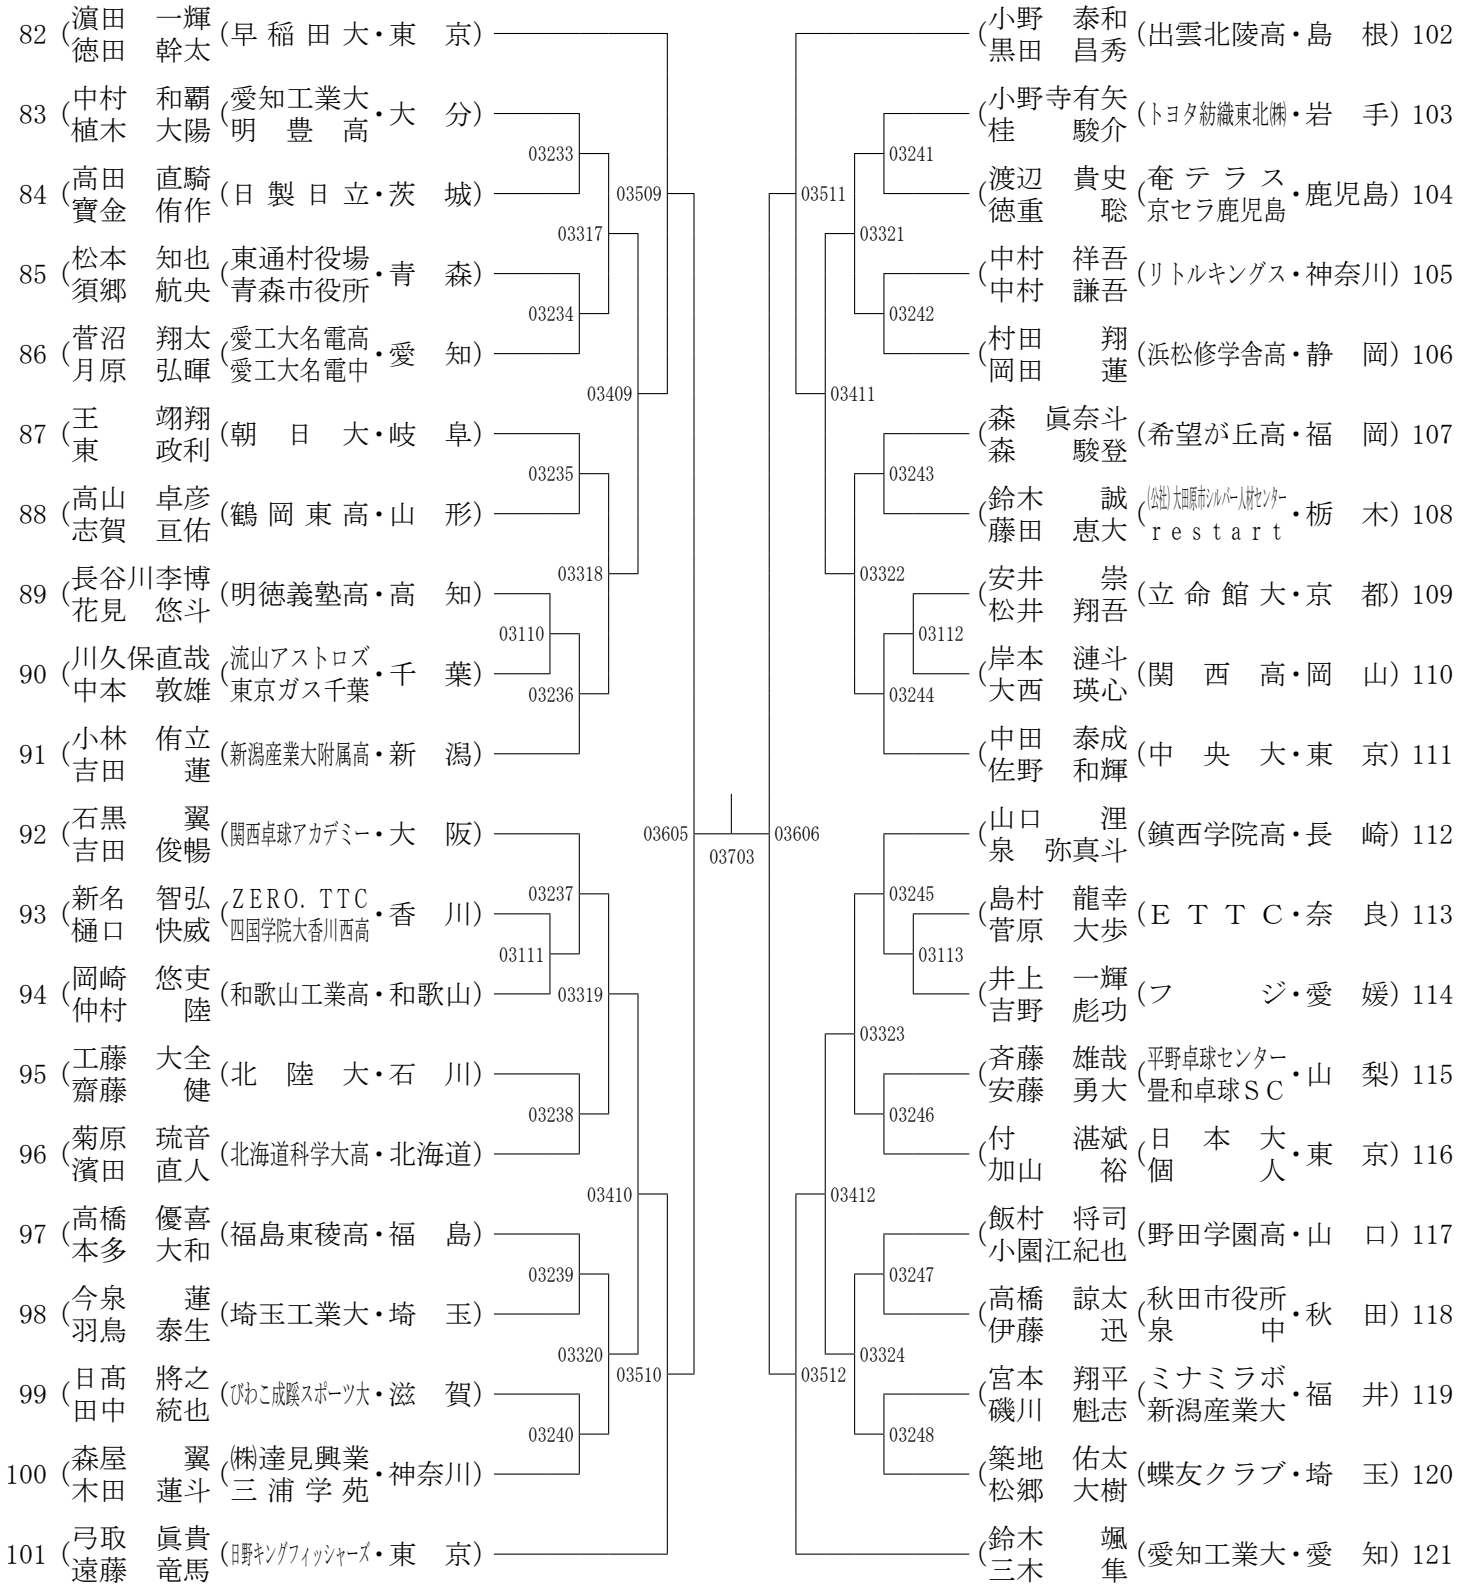 82 (濵田 一輝 徳田 幹太 (早稲田大・東 京)
83 (中村 和覇 植木 大陽 (愛知工業大 明豊高・大 分)
03233
84 (高田 直騎 寶金 侑作 (日製日立・茨 城)
03509
03317
85 (松本 知也 須郷 航央 (東通村役場 青森市役所・青 森)
03234
86 (菅沼 翔太 月原 弘暉 (愛工大名電高 愛工大名電中・愛 知)
03409
87 (王 翊翔 東 政利 (朝日大・岐 阜)
03235
88 (高山 卓彦 志賀 亘佑 (鶴岡東高・山 形)
03318
89 (長谷川李博 花見 悠斗 (明徳義塾高・高 知)
03110
90 (川久保直哉 中本 敦雄 (流山アストロズ 東京ガス千葉・千 葉)
03236
91 (小林 侑立 吉田 蓮 (新潟産業大附属高・新 潟)
92 (石黒 翼 吉田 俊暢 (関西卓球アカデミー・大 阪)
03605
03703
03237
93 (新名 智弘 樋口 快威 (ZERO.TTC 四国学院大香川西高・香 川)
03111
94 (岡崎 悠吏 仲村 陸 (和歌山工業高・和歌山)
03319
95 (工藤 大全 齋藤 健 (北陸大・石 川)
03238
96 (菊原 琉音 濱田 直人 (北海道科学大高・北海道)
03410
97 (高橋 優喜 本多 大和 (福島東稜高・福 島)
03239
98 (今泉 蓮 羽鳥 泰生 (埼玉工業大・埼 玉)
03320
03510
99 (日髙 將之 田中 統也 (びわこ成蹊スポーツ大・滋 賀)
03240
100 (森屋 翼 木田 蓮斗 (㈱達見興業 三浦学苑・神奈川)
101 (弓取 眞貴 遠藤 竜馬 (日野キングフィッシャーズ・東 京)
(小野 泰和 黒田 昌秀 (出雲北陵高・島 根) 102
(小野寺有矢 桂 駿介 (トヨタ紡織東北㈱・岩 手) 103
03241
(渡辺 貴史 徳重 聡 (奄テラス 京セラ鹿児島・鹿児島) 104
03511
03321
(中村 祥吾 中村 謙吾 (リトルキングス・神奈川) 105
03242
(村田 翔 岡田 蓮 (浜松修学舎高・静 岡) 106
03411
(森 眞奈斗 森 駿登 (希望が丘高・福 岡) 107
03243
(鈴木 誠 藤田 恵大 ((公社)大田原市シルバー人材センター restart・栃 木) 108
03322
(安井 崇 松井 翔吾 (立命館大・京 都) 109
03112
(岸本 漣斗 大西 瑛心 (関西高・岡 山) 110
03244
(中田 泰成 佐野 和輝 (中央大・東 京) 111
03606
(山口 浬 泉 弥真斗 (鎮西学院高・長 崎) 112
03245
(島村 龍幸 菅原 大歩 (ETTC・奈 良) 113
03113
(井上 一輝 吉野 彪功 (フジ・愛 媛) 114
03323
(斉藤 雄哉 安藤 勇大 (平野卓球センター 畳和卓球SC・山 梨) 115
03246
(付 湛斌 加山 裕 (日本大 個人・東 京) 116
03412
(飯村 将司 小園江紀也 (野田学園高・山 口) 117
03247
(高橋 諒太 伊藤 迅 (秋田市役所 泉中・秋 田) 118
03324
03512
(宮本 翔平 磯川 魁志 (ミナミラボ 新潟産業大・福 井) 119
03248
(築地 佑太 松郷 大樹 (蝶友クラブ・埼 玉) 120
(鈴木 颯 三木 隼 (愛知工業大・愛 知) 121